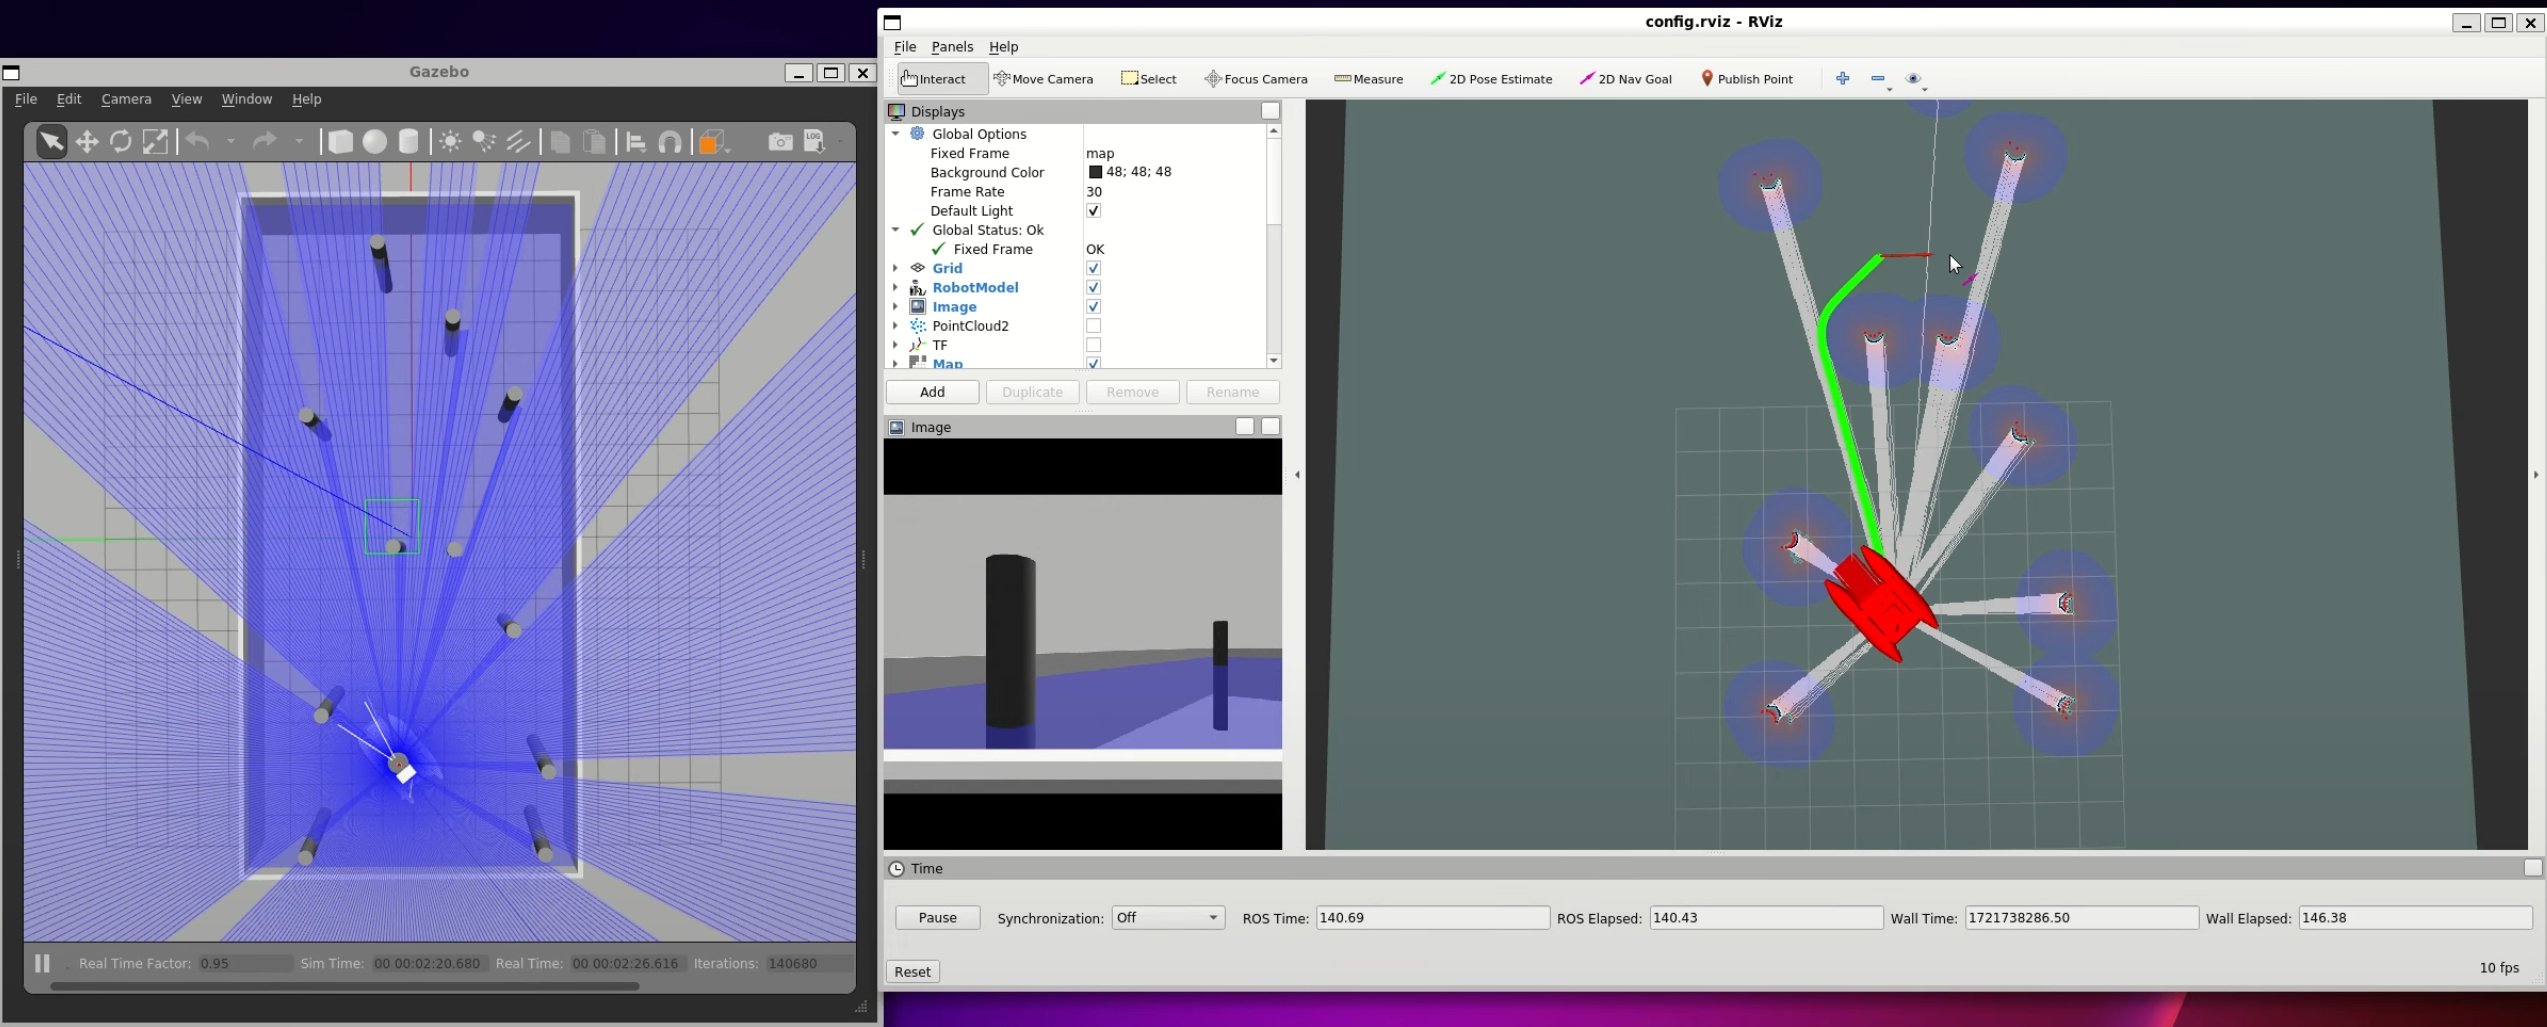 Gazebo
File Edit Camera View Window Help
LOG
Real Time Factor: 0.95 Sim Time: 00 00:02:20.680 Real Time: 00 00:02:26.616 Iterations: 140680
config.rviz - RViz
File Panels Help
Interact Move Camera Select Focus Camera Measure 2D Pose Estimate 2D Nav Goal Publish Point
Displays
Global Options
Fixed Frame map
Background Color 48; 48; 48
Frame Rate 30
Default Light
Global Status: Ok
Fixed Frame OK
Grid
RobotModel
Image
PointCloud2
TF
Map
Add Duplicate Remove Rename
Image
Time
Pause Synchronization: Off ROS Time: 140.69 ROS Elapsed: 140.43 Wall Time: 1721738286.50 Wall Elapsed: 146.38
Reset 10 fps